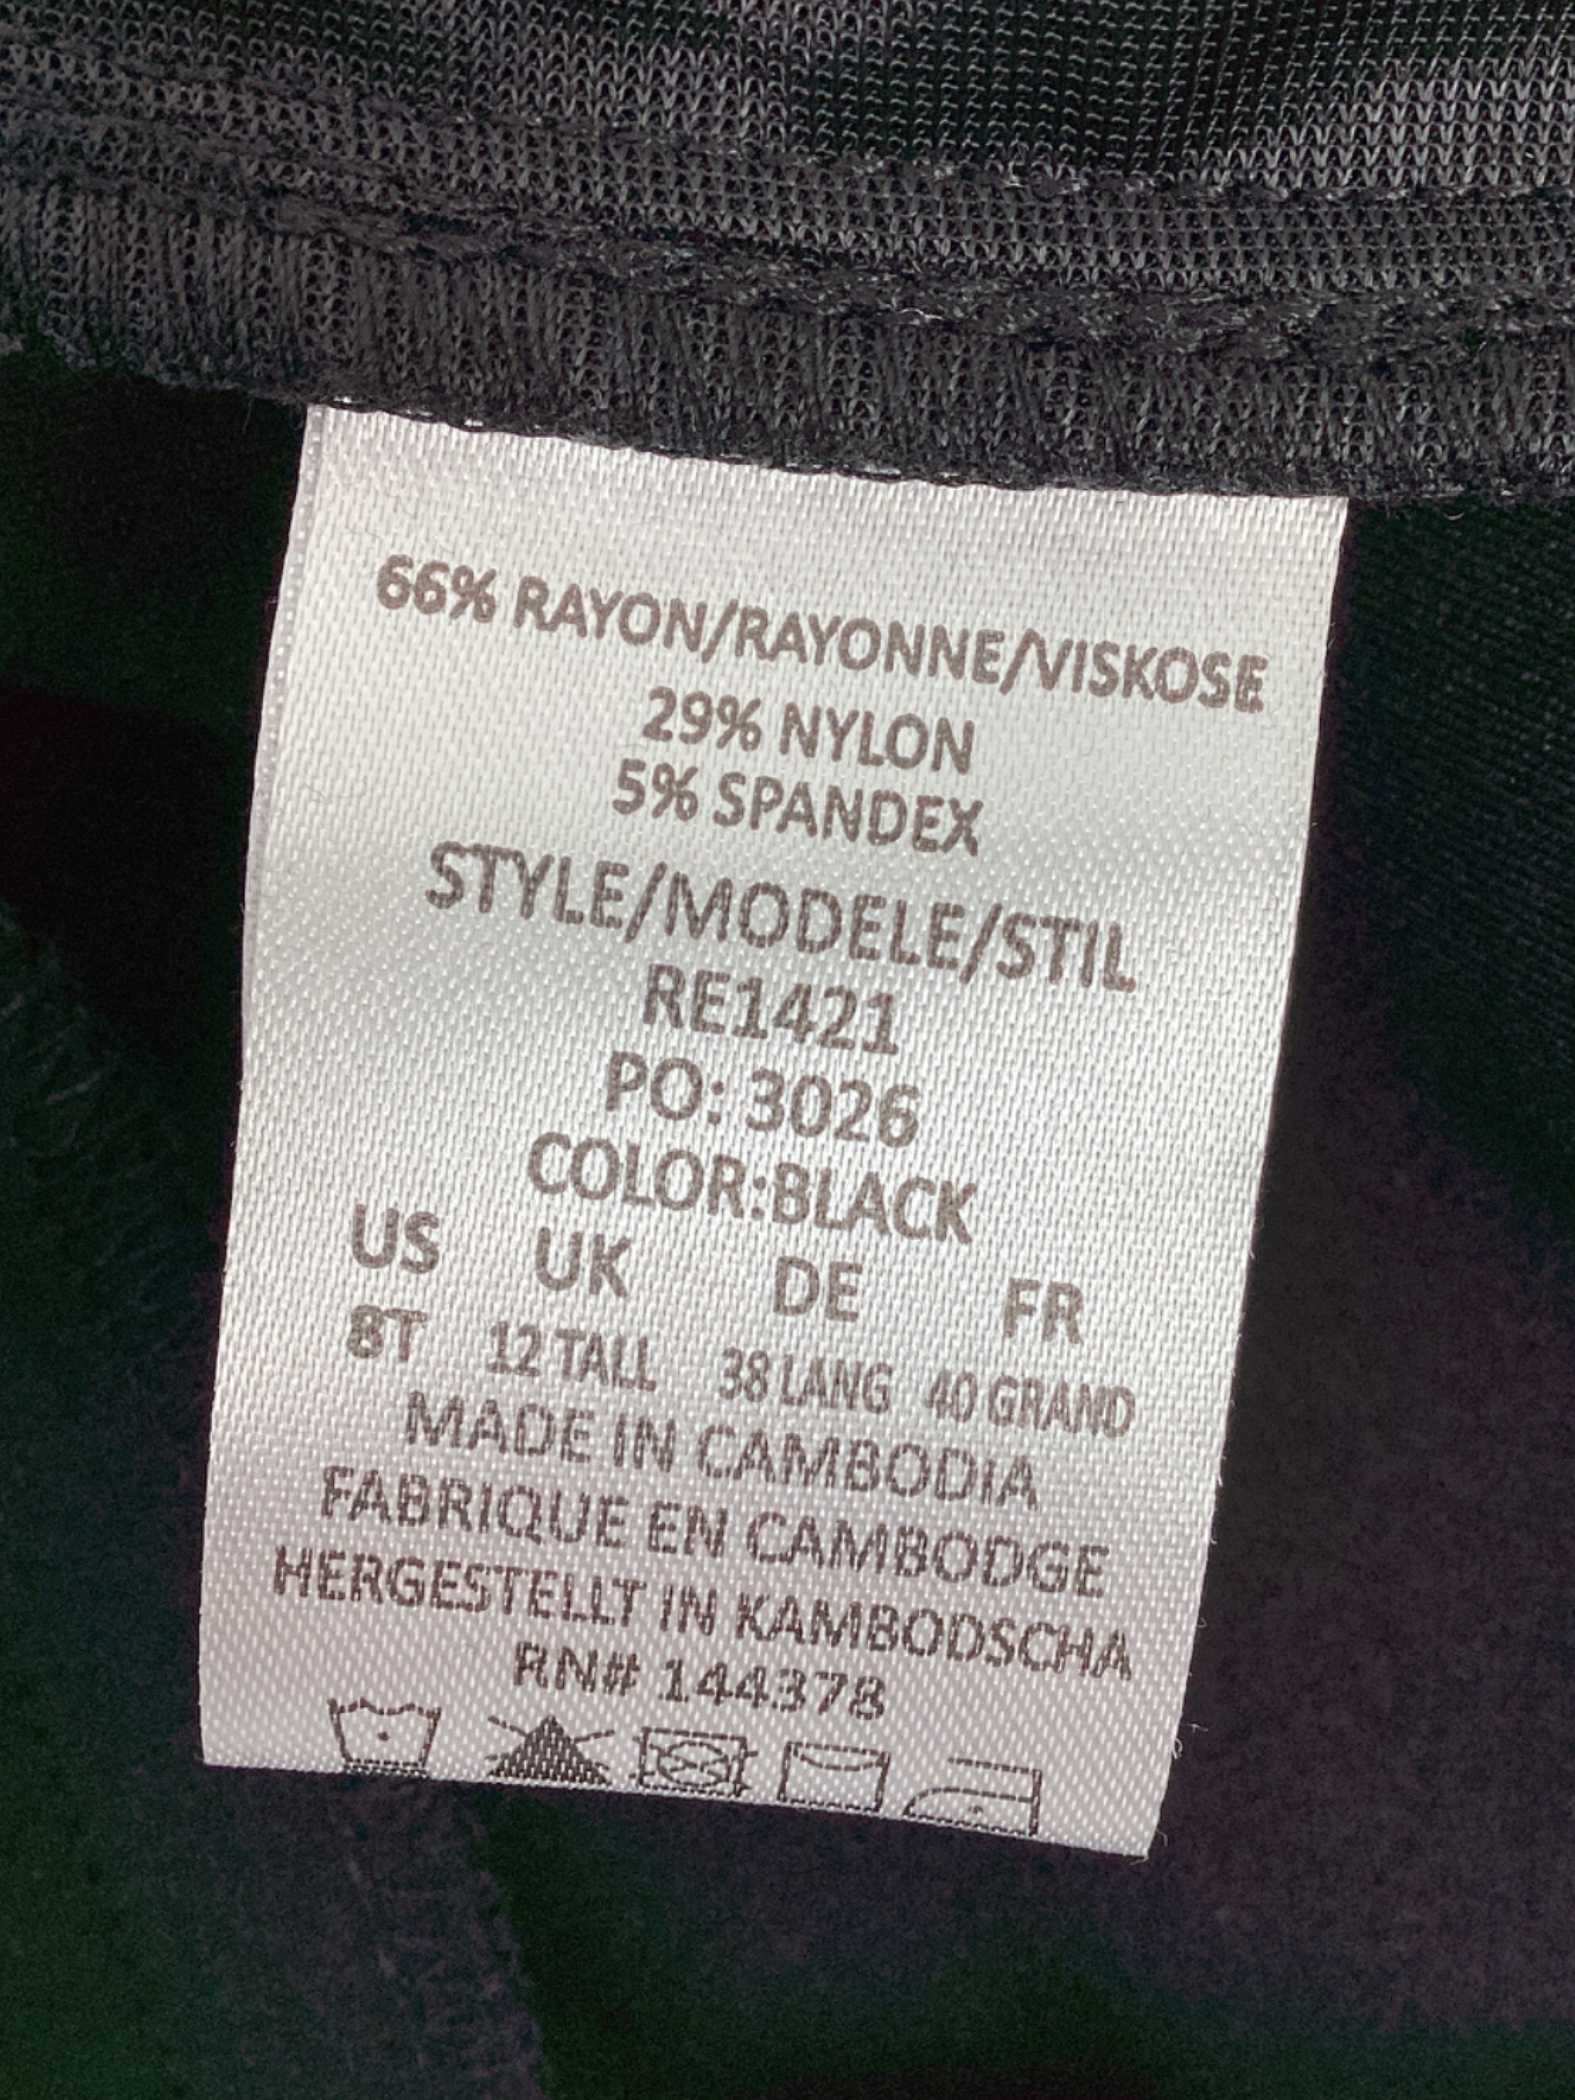 66% RAYON/RAYONNE/VISKOSE
29% NYLON
5% SPANDEX
STYLE/MODELE/STIL
RE1421
PO: 3026
COLOR:BLACK
US UK DE FR
8T 12 TALL 38 LANG 40 GRAND
MADE IN CAMBODIA
FABRIQUE EN CAMBODGE
HERGESTELLT IN KAMBODSCHA
RN# 144378